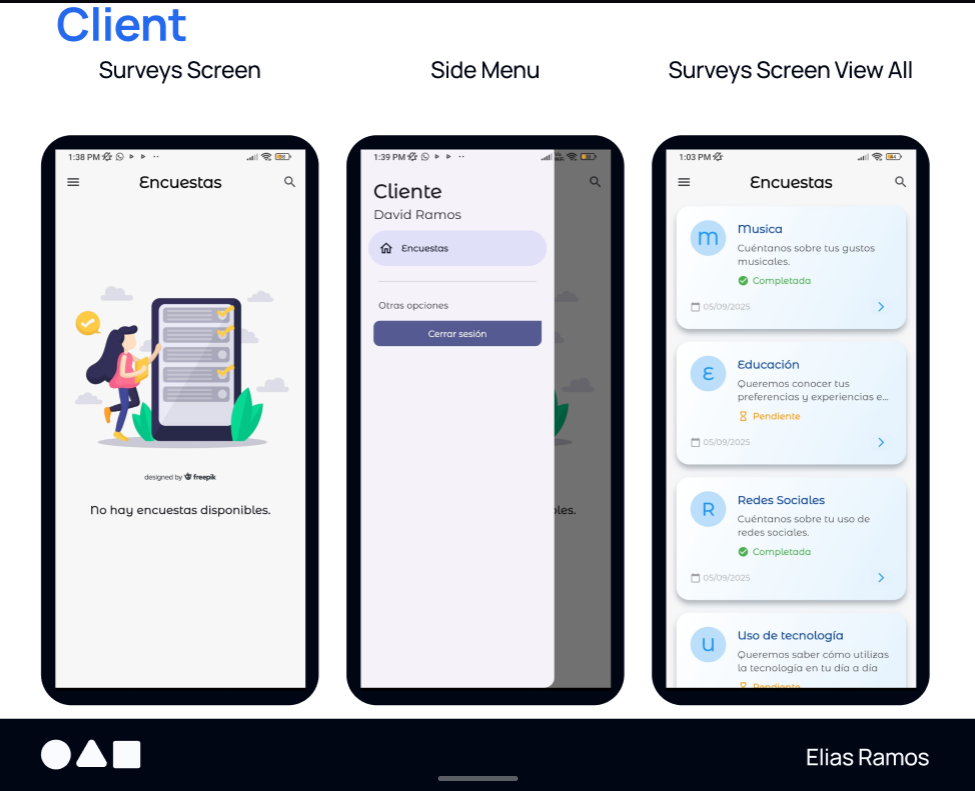 Client
Surveys Screen
Side Menu
Surveys Screen View All
1:38 PM
Encuestas
designed by freepik
No hay encuestas disponibles.
1:39 PM
Cliente
David Ramos
Encuestas
Otras opciones
Cerrar sesión
bles.
1:03 PM
Encuestas
m
Musica
Cuéntanos sobre tus gustos
musicales.
Completada
05/09/2025
E
Educación
Queremos conocer tus
preferencias y experiencias e...
Pendiente
05/09/2025
R
Redes Sociales
Cuéntanos sobre tu uso de
redes sociales.
Completada
05/09/2025
U
Uso de tecnología
Queremos saber cómo utilizas
la tecnología en tu día a día
Pendiente
Elias Ramos